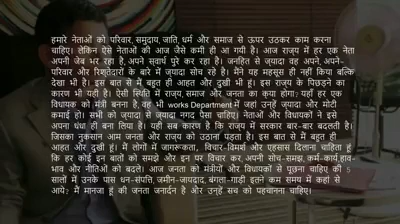 हमारे नेताओं को परिवार, समुदाय, जाति, धर्म और समाज से ऊपर उठकर काम करना
चाहिए। लेकिन ऐसे नेताओं की आज जैसे कमी ही आ गयी है। आज राज्य में हर एक नेता
अपनी जेब भर रहा है, अपने स्वार्थ पुरे कर रहा है। जनहित से ज्यादा वह अपने, अपने-
परिवार और रिश्तेदारों के बारे में ज्यादा सोच रहे है। मैंने यह महसूस ही नहीं किया बल्कि
देखा भी है। इस बात से मैं बहुत ही आहत और दुखी भी हूं। इस राज्य के पिछड़ने का
कारण भी यही है। ऐसी स्थिति में राज्य, समाज और जनता का क्या होगा? यहाँ हर एक
विधायक को मंत्री बनना है, वह भी works Department में जहां उन्हें ज्यादा और मोटी
कमाई हो। सभी को ज्यादा से ज्यादा नगद पैसा चाहिए। नेताओं और विधायकों ने इसे
अपना धंधा ही बना लिया है। यही सब कारण है कि राज्य में सरकार बार-बार बदलती है।
जिसका नुकसान आम जनता और राज्य को उठाना पड़ता है। इस बात से मैं बहुत ही
आहत और दुखी हूं। मैं लोगों में जागरूकता, विचार-विमर्श और एहसास दिलाना चाहता हूं
कि हर कोई इन बातों को समझे और इन पर विचार कर, अपनी सोच-समझ, कर्म-कार्य, हाव-
भाव और नीतिओं को बदले। आज जनता को मंत्रीयों और विधायकों से पूछना चाहिए की 5
सालों में उनके पास धन-संपत्ति, जमीन-जायदाद, बंगला-गाड़ी इतने कम समय में कहां से
आये? मैं मानजा हूं की जनता जनार्दन है और उन्हें सच को पहचानना चाहिए।